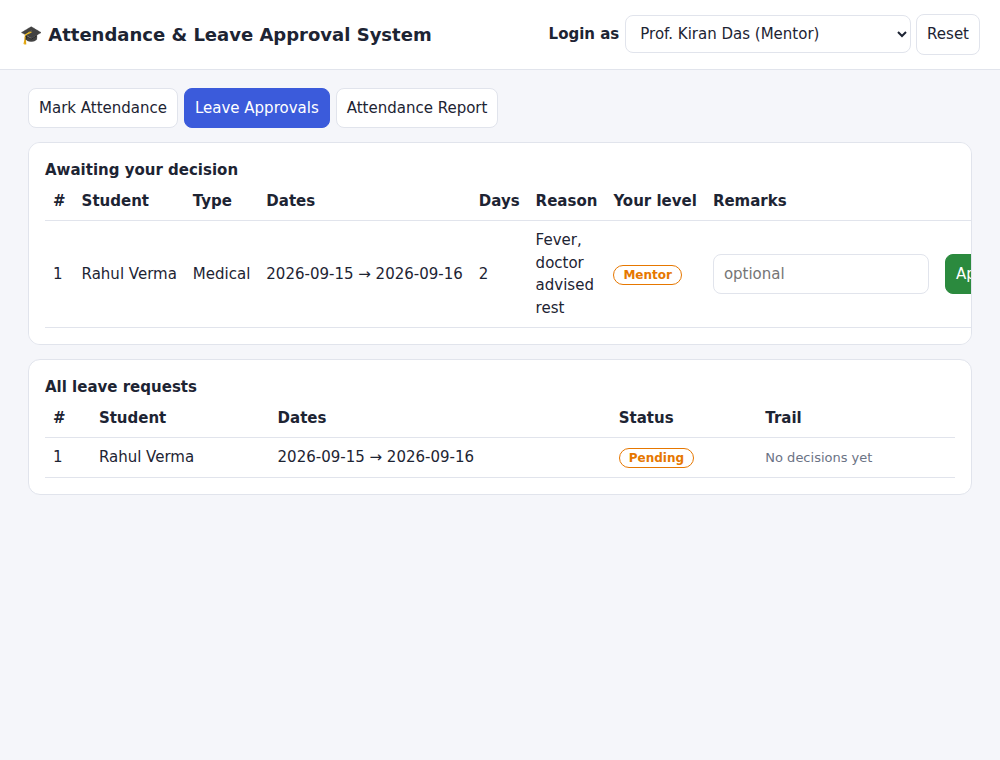 🎓 Attendance & Leave Approval System
Login as Prof. Kiran Das (Mentor) Reset
Mark Attendance Leave Approvals Attendance Report
Awaiting your decision
# Student Type Dates Days Reason Your level Remarks
1 Rahul Verma Medical 2026-09-15 → 2026-09-16 2 Fever, doctor advised rest Mentor optional
All leave requests
# Student Dates Status Trail
1 Rahul Verma 2026-09-15 → 2026-09-16 Pending No decisions yet